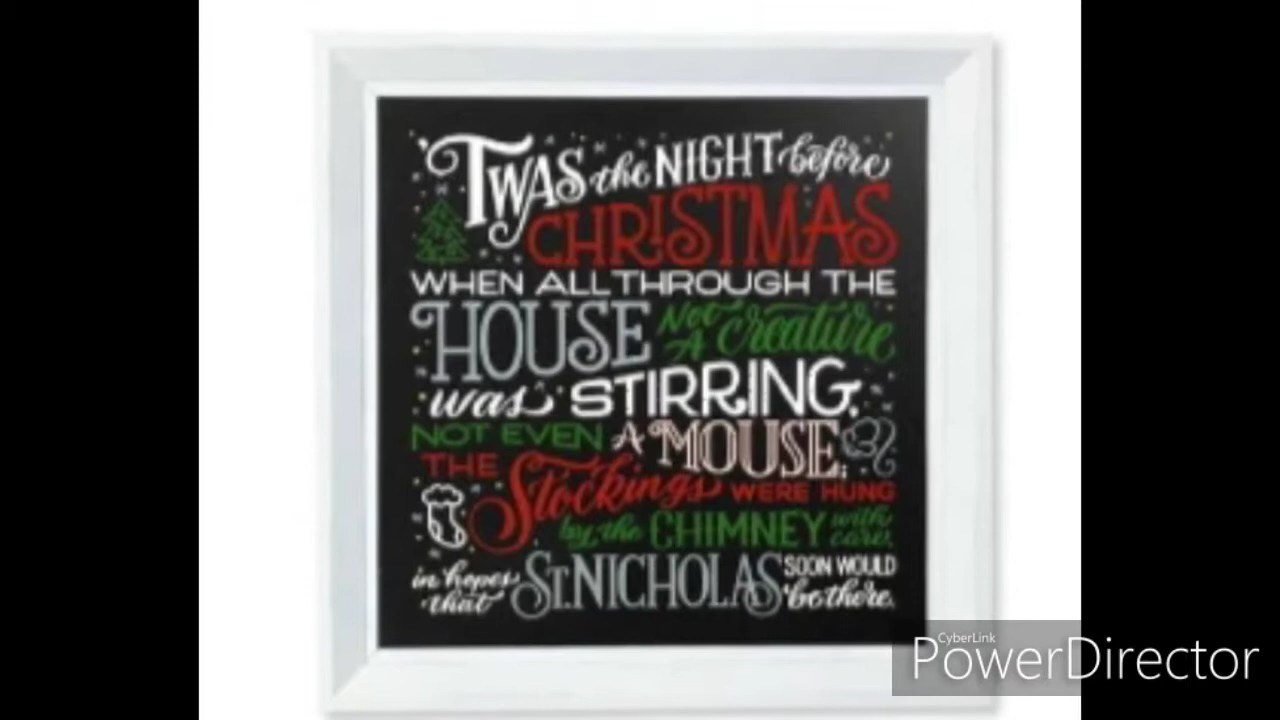 TWAS the NIGHT before
CHRISTMAS
WHEN ALL THROUGH THE
HOUSE Not A creature
was STIRRING,
NOT EVEN A MOUSE;
THE Stockings WERE HUNG
by the CHIMNEY with care,
in hopes that ST. NICHOLAS SOON WOULD be there.
CyberLink
PowerDirector